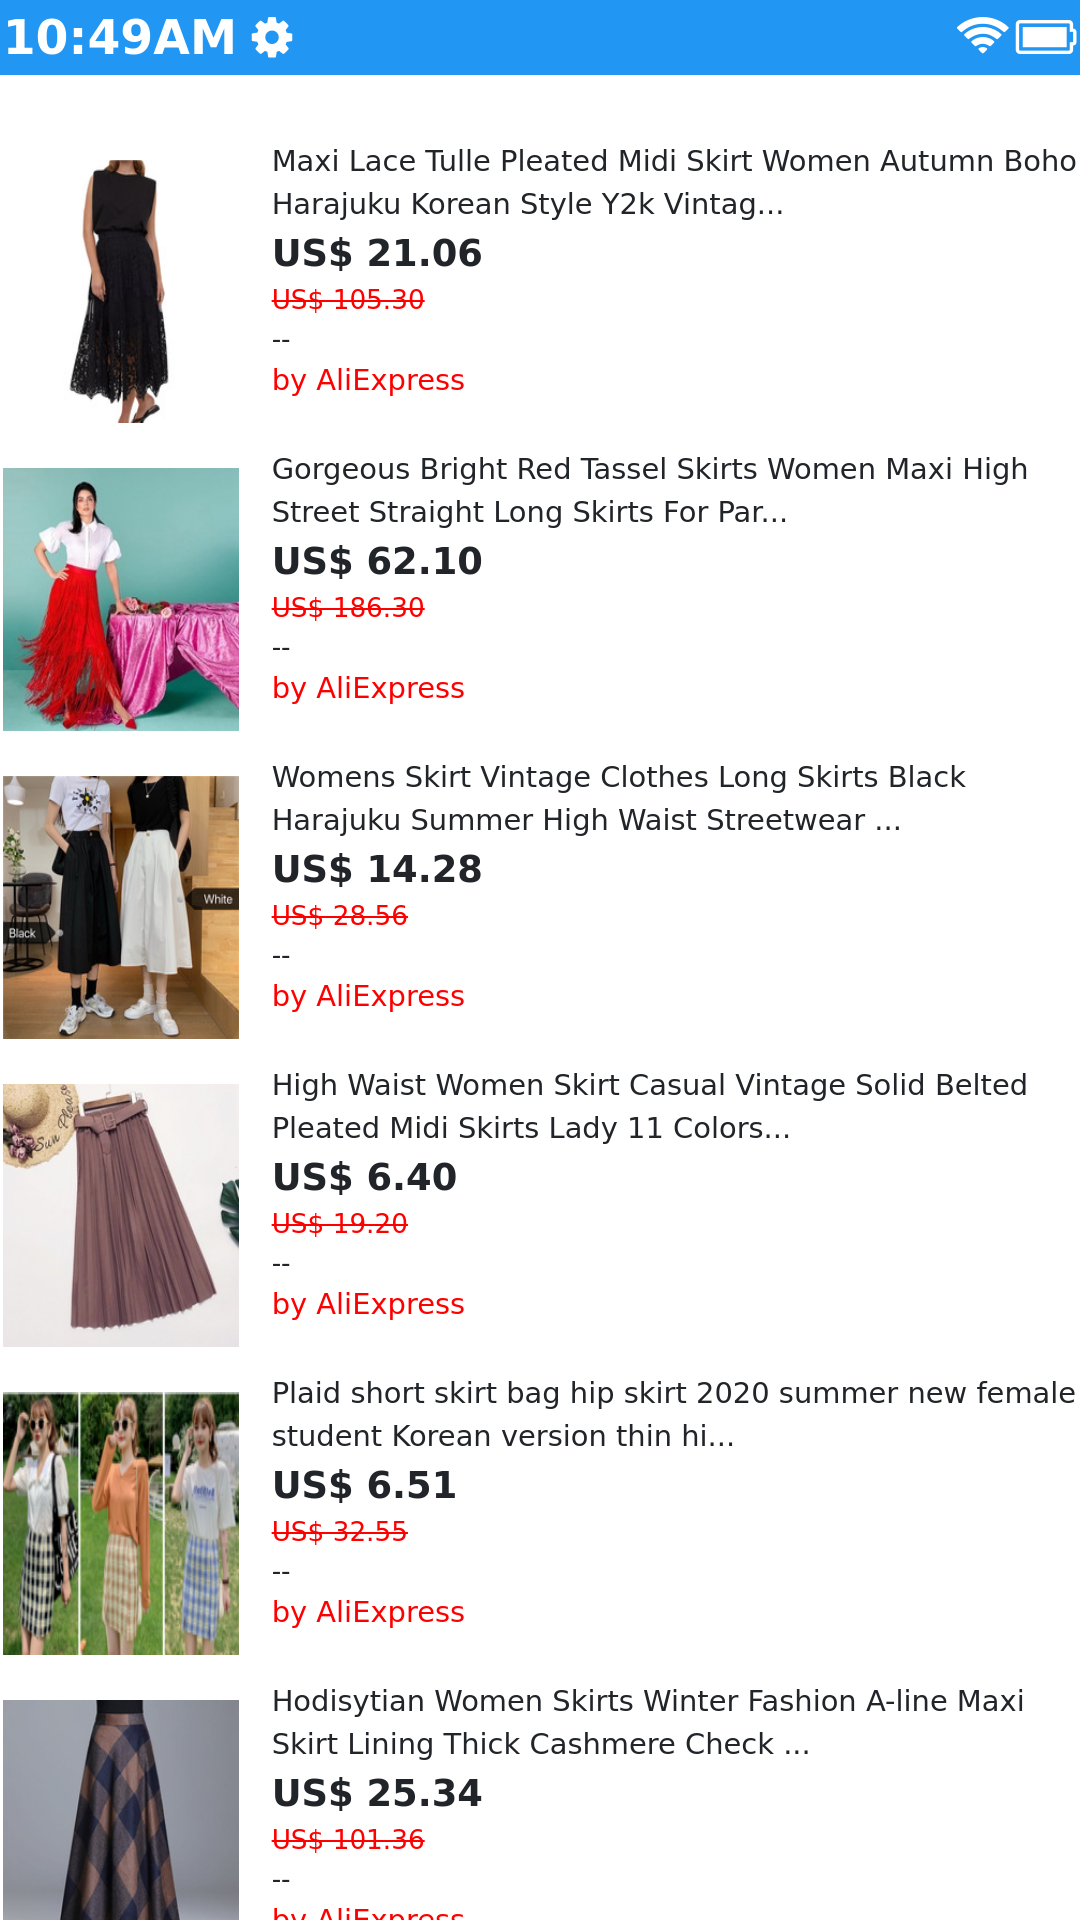 10:49AM
Maxi Lace Tulle Pleated Midi Skirt Women Autumn Boho
Harajuku Korean Style Y2k Vintag...
US$ 21.06
US$ 105.30
--
by AliExpress
Gorgeous Bright Red Tassel Skirts Women Maxi High
Street Straight Long Skirts For Par...
US$ 62.10
US$ 186.30
--
by AliExpress
White
Black
Womens Skirt Vintage Clothes Long Skirts Black
Harajuku Summer High Waist Streetwear ...
US$ 14.28
US$ 28.56
--
by AliExpress
Sun Pleas
High Waist Women Skirt Casual Vintage Solid Belted
Pleated Midi Skirts Lady 11 Colors...
US$ 6.40
US$ 19.20
--
by AliExpress
Plaid short skirt bag hip skirt 2020 summer new female
student Korean version thin hi...
US$ 6.51
US$ 32.55
--
by AliExpress
Hodisytian Women Skirts Winter Fashion A-line Maxi
Skirt Lining Thick Cashmere Check ...
US$ 25.34
US$ 101.36
--
by AliExpress